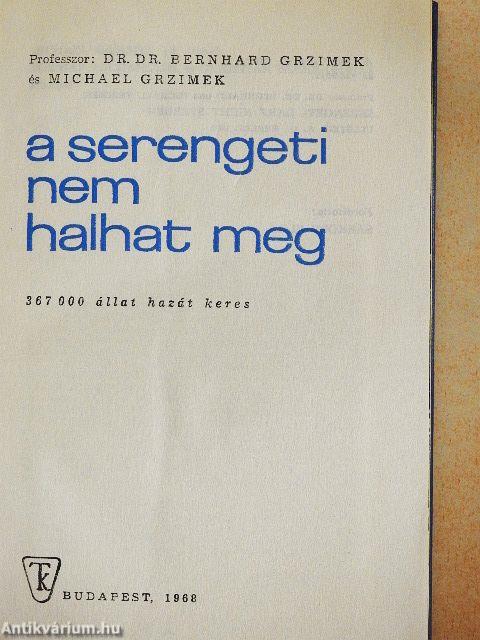 Professzor: DR. DR. BERNHARD GRZIMEK
és MICHAEL GRZIMEK
a serengeti
nem
halhat meg
367 000 állat hazát keres
TK
BUDAPEST, 1968
Antikvárium.hu